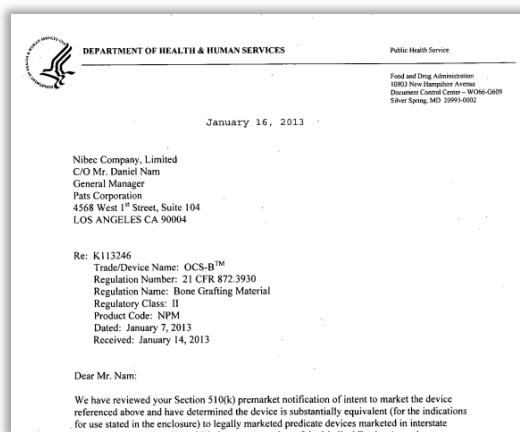 DEPARTMENT OF HEALTH & HUMAN SERVICES
Public Health Service
Food and Drug Administration
10903 New Hampshire Avenue
Document Control Center – WO66-G609
Silver Spring, MD 20993-0002
January 16, 2013
Nibec Company, Limited
C/O Mr. Daniel Nam
General Manager
Pats Corporation
4568 West 1st Street, Suite 104
LOS ANGELES CA 90004
Re: K113246
Trade/Device Name: OCS-B™
Regulation Number: 21 CFR 872.3930
Regulation Name: Bone Grafting Material
Regulatory Class: II
Product Code: NPM
Dated: January 7, 2013
Received: January 14, 2013
Dear Mr. Nam:
We have reviewed your Section 510(k) premarket notification of intent to market the device
referenced above and have determined the device is substantially equivalent (for the indications
for use stated in the enclosure) to legally marketed predicate devices marketed in interstate